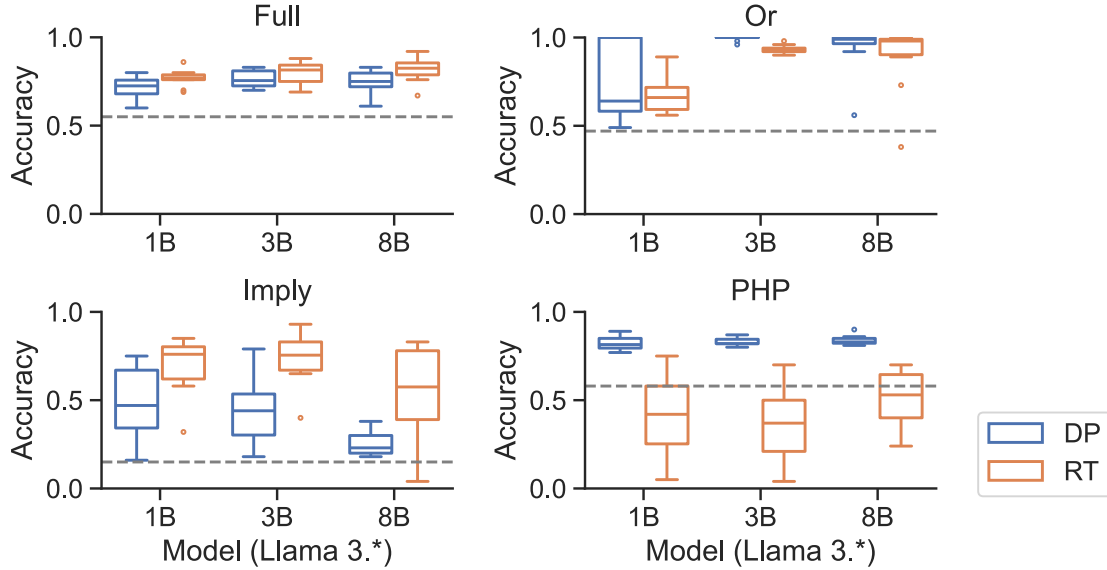 Full
Accuracy
1.0
0.5
0.0
1B 3B 8B
Or
Accuracy
1.0
0.5
0.0
1B 3B 8B
Imply
Accuracy
1.0
0.5
0.0
1B 3B 8B
Model (Llama 3.*)
PHP
Accuracy
1.0
0.5
0.0
1B 3B 8B
Model (Llama 3.*)
DP
RT